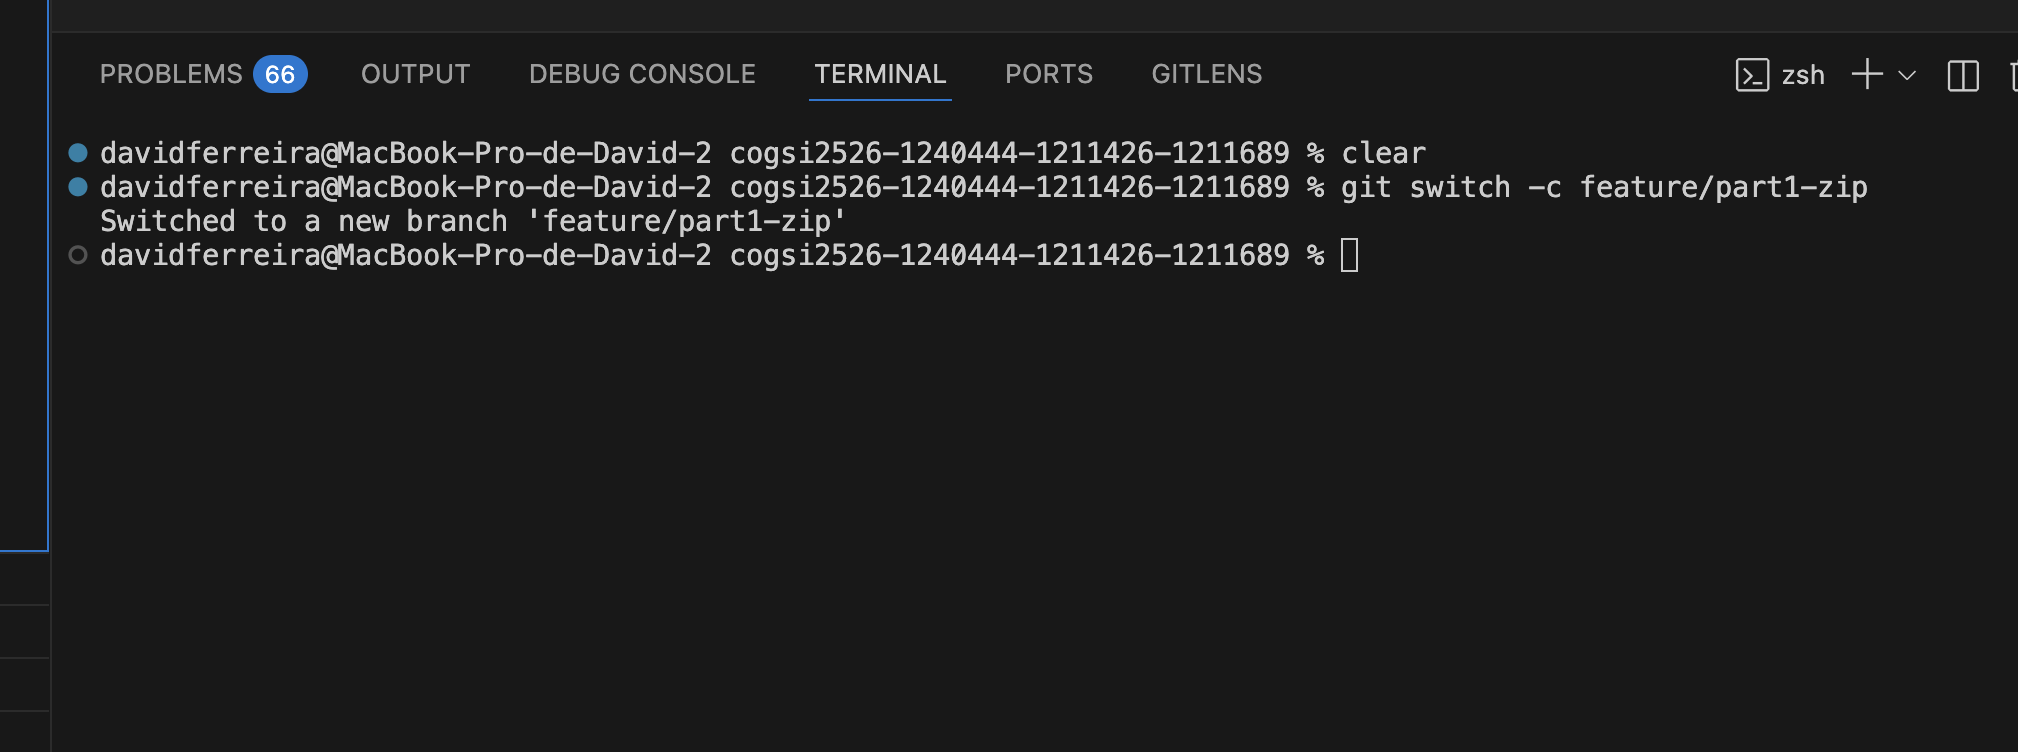 PROBLEMS 66 OUTPUT DEBUG CONSOLE TERMINAL PORTS GITLENS zsh
davidferreira@MacBook-Pro-de-David-2 cogsi2526-1240444-1211426-1211689 % clear
davidferreira@MacBook-Pro-de-David-2 cogsi2526-1240444-1211426-1211689 % git switch -c feature/part1-zip
Switched to a new branch 'feature/part1-zip'
davidferreira@MacBook-Pro-de-David-2 cogsi2526-1240444-1211426-1211689 %